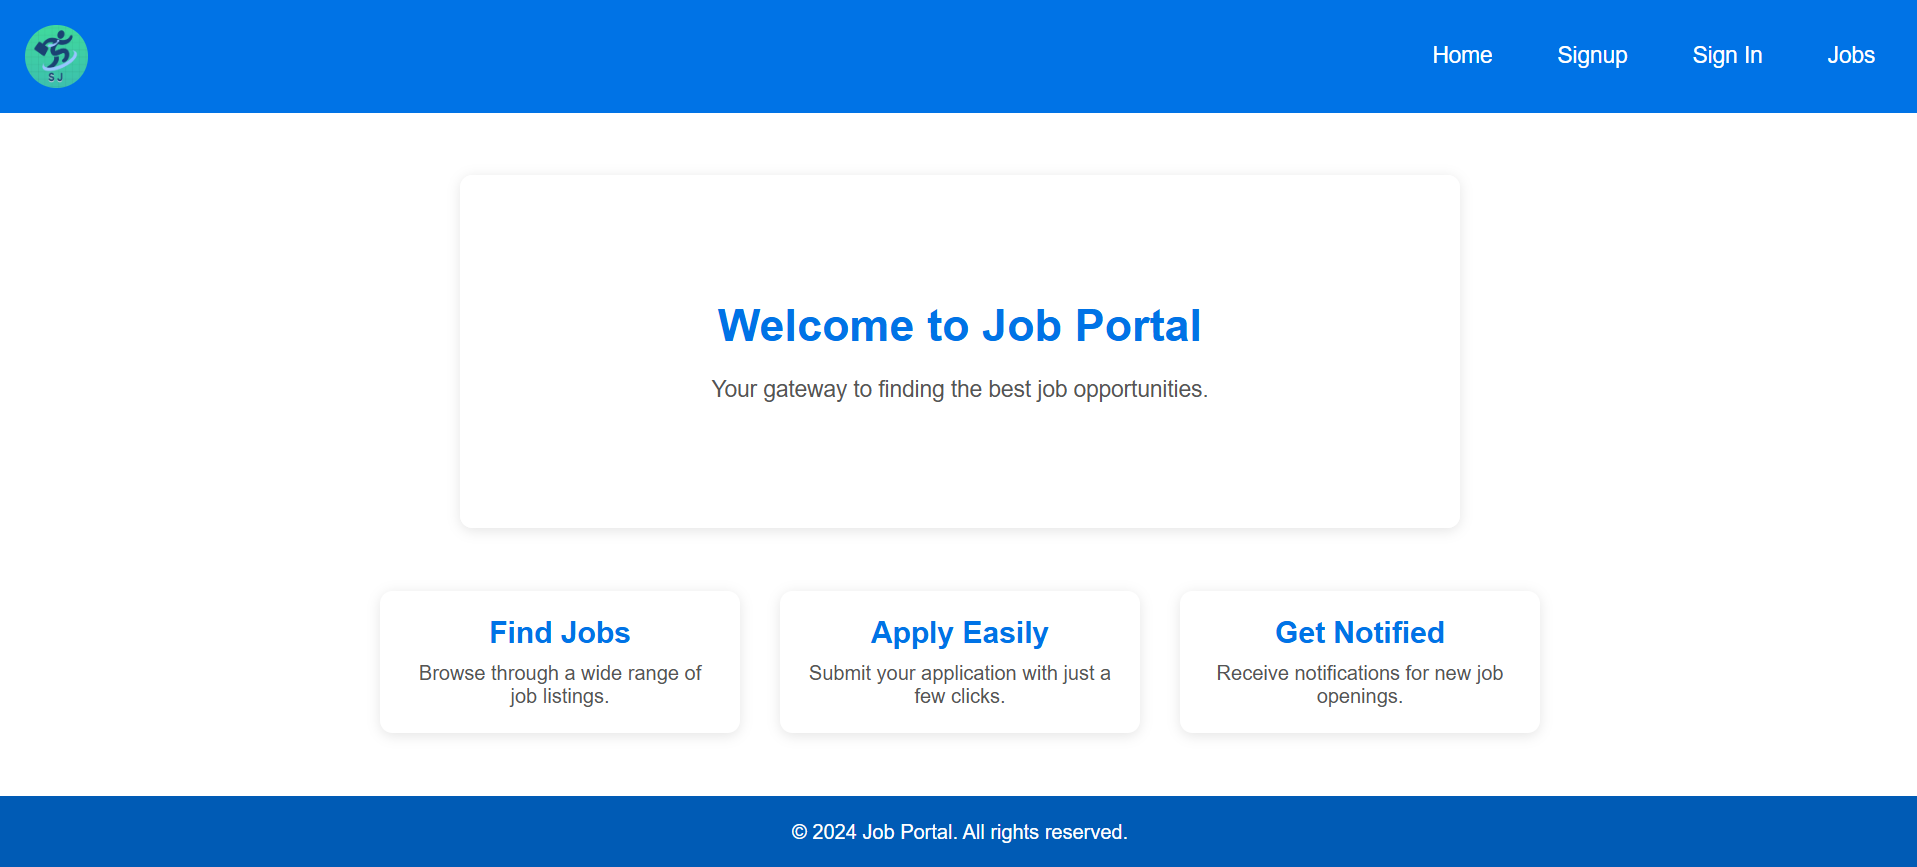 SJ
Home
Signup
Sign In
Jobs
Welcome to Job Portal
Your gateway to finding the best job opportunities.
Find Jobs
Browse through a wide range of
job listings.
Apply Easily
Submit your application with just a
few clicks.
Get Notified
Receive notifications for new job
openings.
© 2024 Job Portal. All rights reserved.